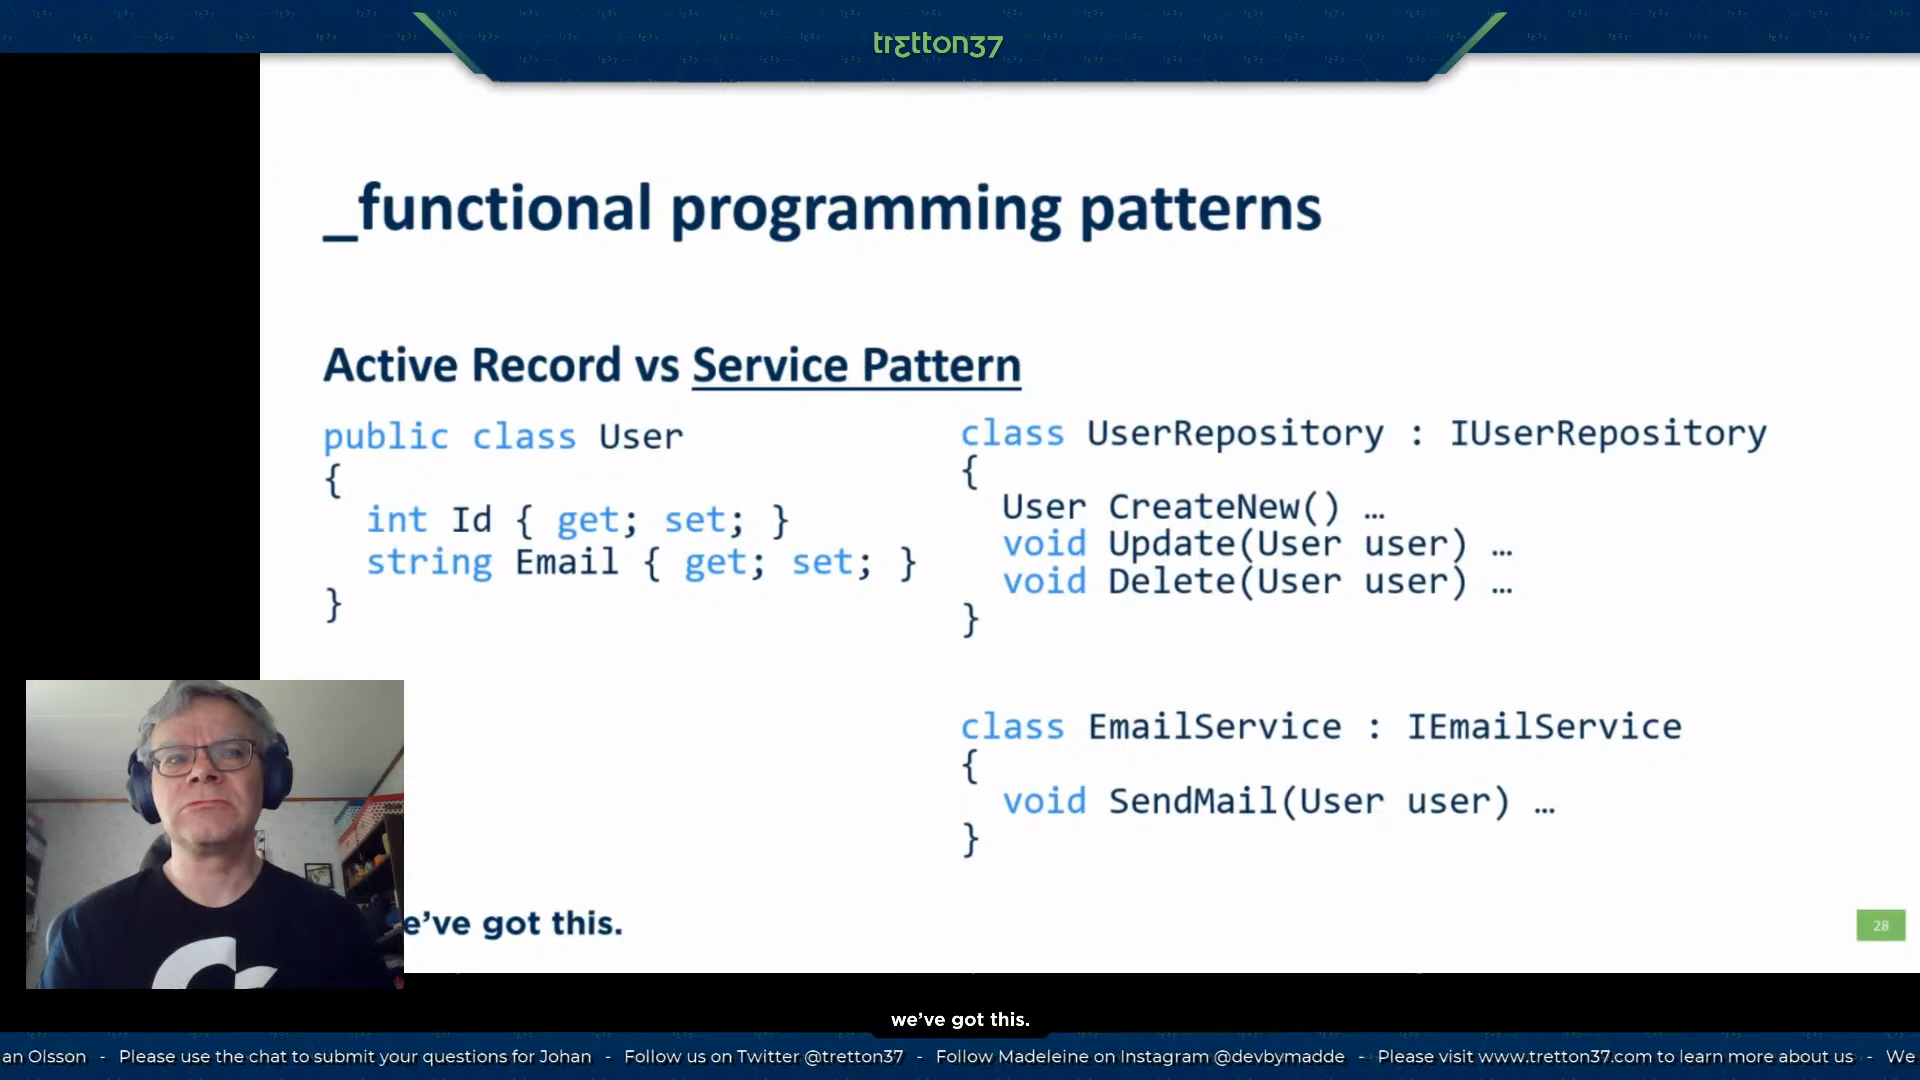 trɛtton37
_functional programming patterns
Active Record vs Service Pattern
public class User
{
int Id { get; set; }
string Email { get; set; }
}
class UserRepository : IUserRepository
{
User CreateNew() …
void Update(User user) …
void Delete(User user) …
}
class EmailService : IEmailService
{
void SendMail(User user) …
}
e’ve got this.
28
we’ve got this.
an Olsson - Please use the chat to submit your questions for Johan - Follow us on Twitter @tretton37 - Follow Madeleine on Instagram @devbymadde - Please visit www.tretton37.com to learn more about us - We